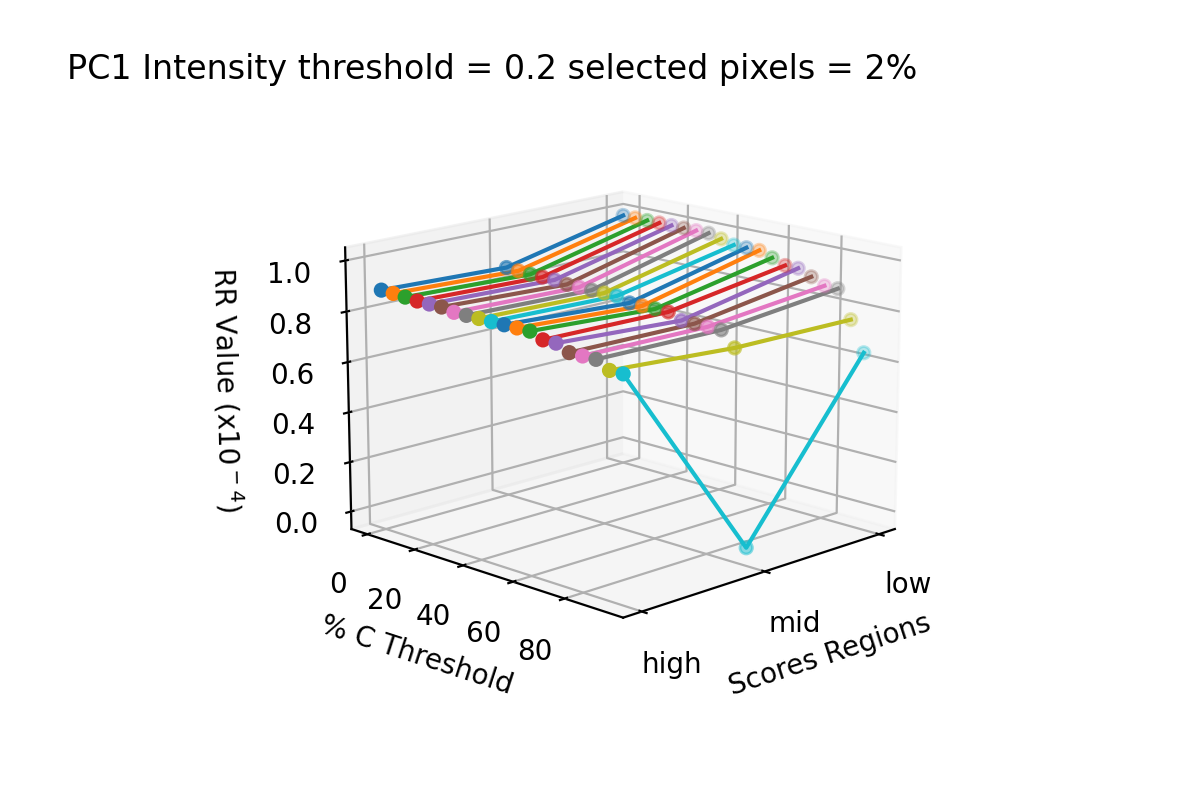 PC1 Intensity threshold = 0.2 selected pixels = 2%
RR Value (x10⁻⁴)
1.0
0.8
0.6
0.4
0.2
0.0
0
20
40
60
80
% C Threshold
high
mid
low
Scores Regions